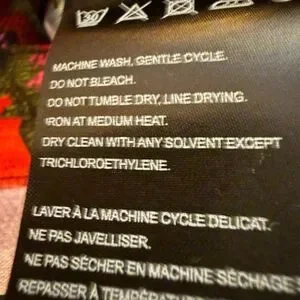 MACHINE WASH, GENTLE CYCLE.
DO NOT BLEACH.
DO NOT TUMBLE DRY, LINE DRYING.
IRON AT MEDIUM HEAT.
DRY CLEAN WITH ANY SOLVENT EXCEPT
TRICHLOROETHYLENE.
LAVER À LA MACHINE CYCLE DELICAT.
NE PAS JAVELLISER.
NE PAS SÉCHER EN MACHINE SÉCHAGE
REPASSER À TEMPÉRATURE